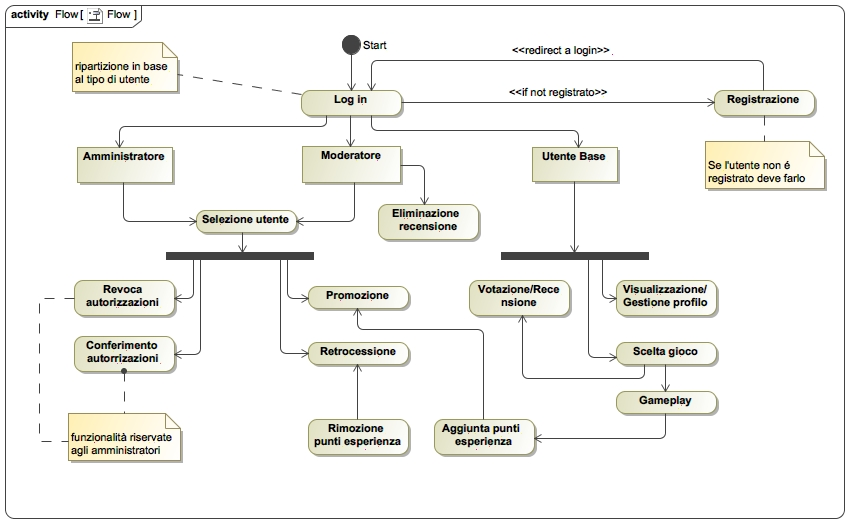 activity Flow [ Flow ]
Start
<<redirect a login>>
ripartizione in base
al tipo di utente
Log in
<<if not registrato>>
Registrazione
Se l'utente non é
registrato deve farlo
Amministratore
Moderatore
Utente Base
Selezione utente
Eliminazione
recensione
Revoca
autorizzazioni
Promozione
Votazione/Rece
nsione
Visualizzazione/
Gestione profilo
Conferimento
autorrizazioni
Retrocessione
Scelta gioco
Gameplay
funzionalità riservate
agli amministratori
Rimozione
punti esperienza
Aggiunta punti
esperienza